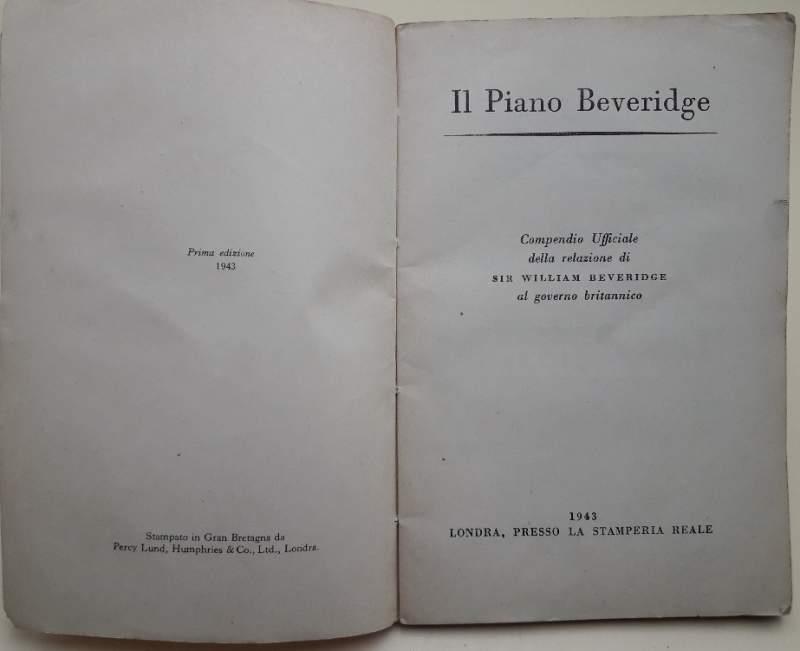 Prima edizione
1943
Stampato in Gran Bretagna da
Percy Lund, Humphries & Co., Ltd., Londra.
Il Piano Beveridge
Compendio Ufficiale
della relazione di
SIR WILLIAM BEVERIDGE
al governo britannico
1943
LONDRA, PRESSO LA STAMPERIA REALE